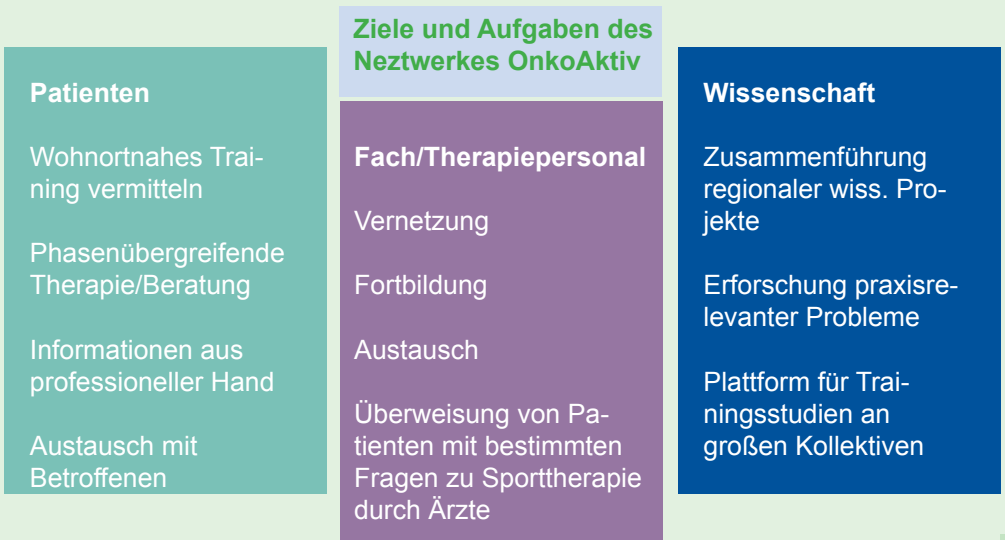 Ziele und Aufgaben des
Neztwerkes OnkoAktiv
Patienten
Wohnortnahes Trai-
ning vermitteln
Phasenübergreifende
Therapie/Beratung
Informationen aus
professioneller Hand
Austausch mit
Betroffenen
Fach/Therapiepersonal
Vernetzung
Fortbildung
Austausch
Überweisung von Pa-
tienten mit bestimmten
Fragen zu Sporttherapie
durch Ärzte
Wissenschaft
Zusammenführung
regionaler wiss. Pro-
jekte
Erforschung praxisre-
levanter Probleme
Plattform für Trai-
ningsstudien an
großen Kollektiven